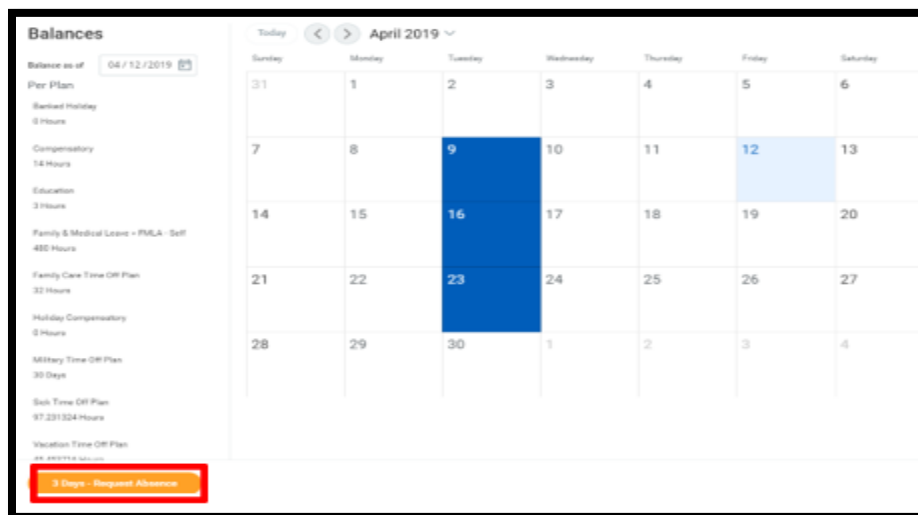 Balances
Today
April 2019
Balance as of 04/12/2019
Per Plan
Banked Holiday
0 Hours
Compensatory
14 Hours
Education
3 Hours
Family & Medical Leave > FMLA - Self
480 Hours
Family Care Time Off Plan
32 Hours
Holiday Compensatory
0 Hours
Military Time Off Plan
30 Days
Sick Time Off Plan
97.231324 Hours
Vacation Time Off Plan
3 Days - Request Absence
Sunday Monday Tuesday Wednesday Thursday Friday Saturday
31 1 2 3 4 5 6
7 8 9 10 11 12 13
14 15 16 17 18 19 20
21 22 23 24 25 26 27
28 29 30 1 2 3 4